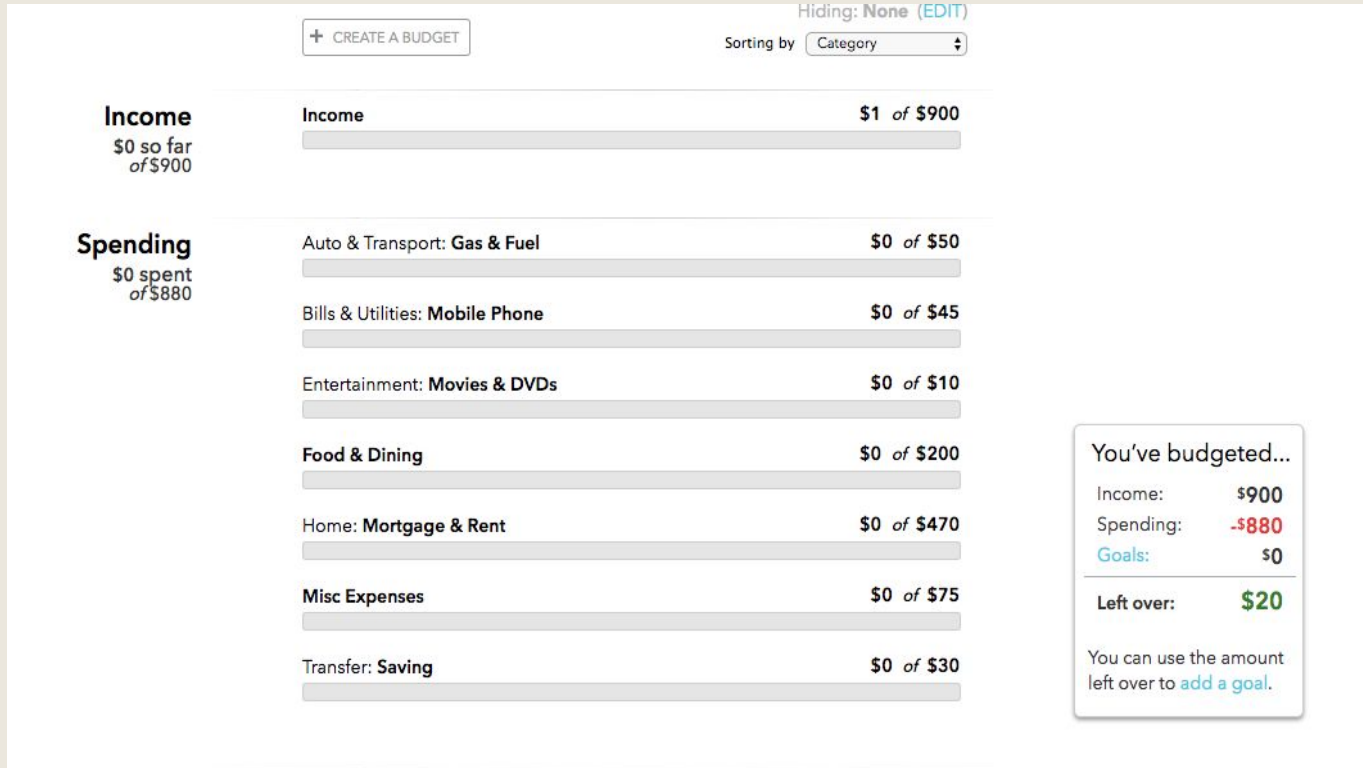 Hiding: None (EDIT)
+ CREATE A BUDGET
Sorting by Category
Income
$0 so far
of $900
Income $1 of $900
Spending
$0 spent
of $880
Auto & Transport: Gas & Fuel $0 of $50
Bills & Utilities: Mobile Phone $0 of $45
Entertainment: Movies & DVDs $0 of $10
Food & Dining $0 of $200
Home: Mortgage & Rent $0 of $470
Misc Expenses $0 of $75
Transfer: Saving $0 of $30
You've budgeted...
Income: $900
Spending: -$880
Goals: $0
Left over: $20
You can use the amount
left over to add a goal.